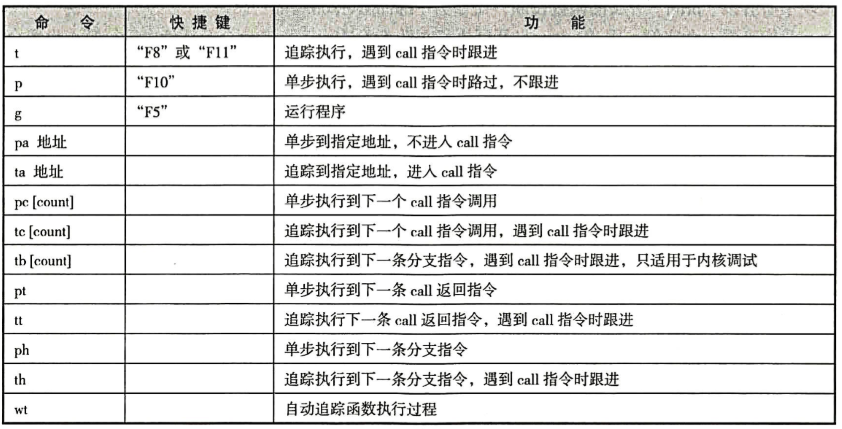 命 令 快 捷 键 功 能
t “F8”或“F11” 追踪执行，遇到 call 指令时跟进
p “F10” 单步执行，遇到 call 指令时路过，不跟进
g “F5” 运行程序
pa 地址 单步到指定地址，不进入 call 指令
ta 地址 追踪到指定地址，进入 call 指令
pc [count] 单步执行到下一个 call 指令调用
tc [count] 追踪执行到下一个 call 指令调用，遇到 call 指令时跟进
tb [count] 追踪执行到下一条分支指令，遇到 call 指令时跟进，只适用于内核调试
pt 单步执行到下一条 call 返回指令
tt 追踪执行下一条 call 返回指令，遇到 call 指令时跟进
ph 单步执行到下一条分支指令
th 追踪执行到下一条分支指令，遇到 call 指令时跟进
wt 自动追踪函数执行过程